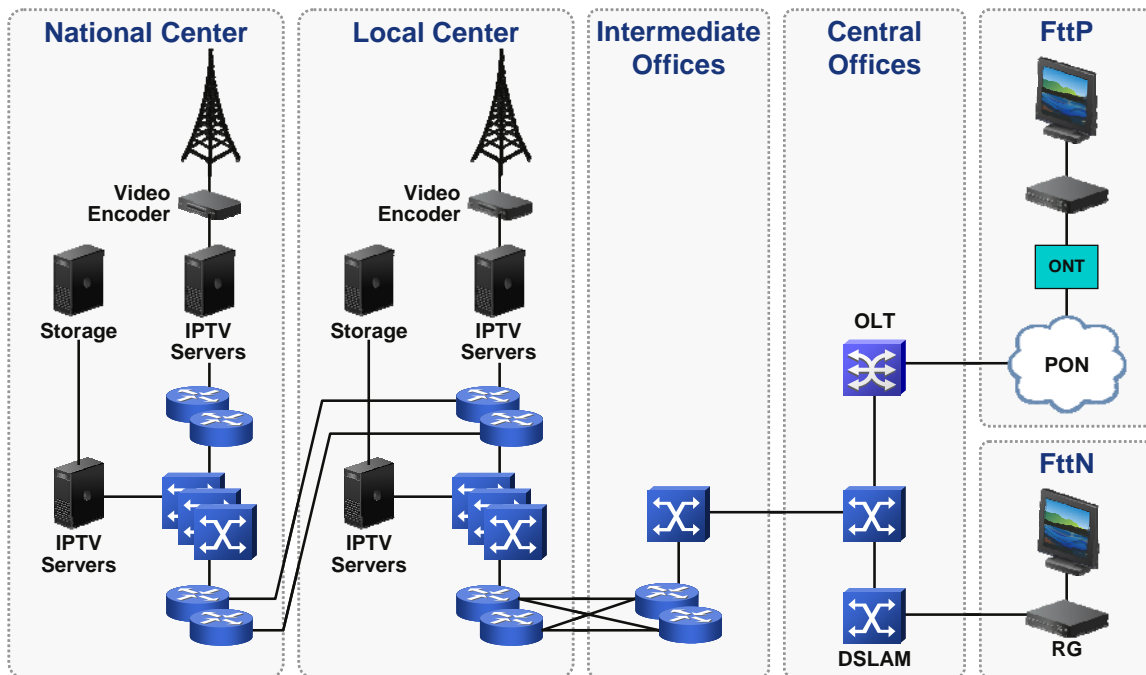 National Center
Local Center
Intermediate
Offices
Central
Offices
FttP
Video
Encoder
Video
Encoder
Storage
IPTV
Servers
Storage
IPTV
Servers
ONT
OLT
PON
IPTV
Servers
IPTV
Servers
FttN
DSLAM
RG